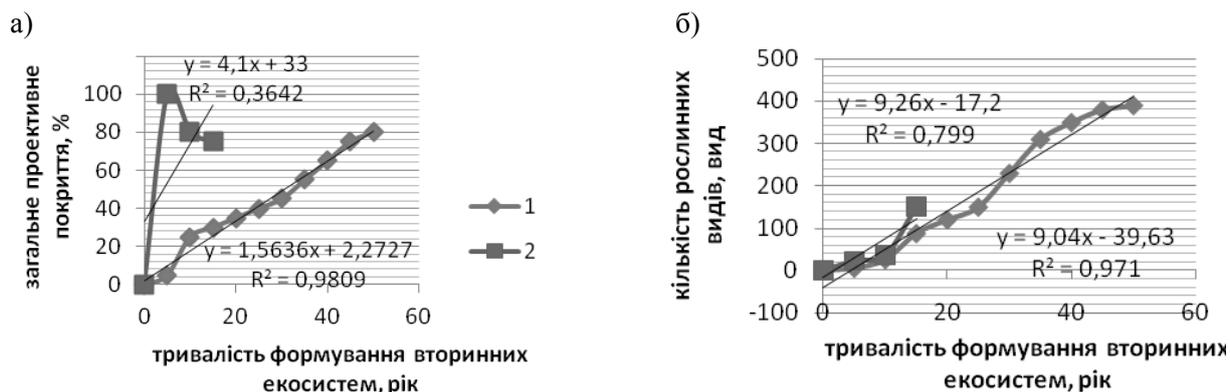 а)
загальне проективне
покриття, %
100
80
60
40
20
0
y = 4,1x + 33
R² = 0,3642
y = 1,5636x + 2,2727
R² = 0,9809
0 20 40 60
тривалість формування вторинних
екосистем, рік
1
2
б)
кількість рослинних
видів, вид
500
400
300
200
100
0
-100
y = 9,26x - 17,2
R² = 0,799
y = 9,04x - 39,63
R² = 0,971
0 20 40 60
тривалість формування вторинних
екосистем, рік